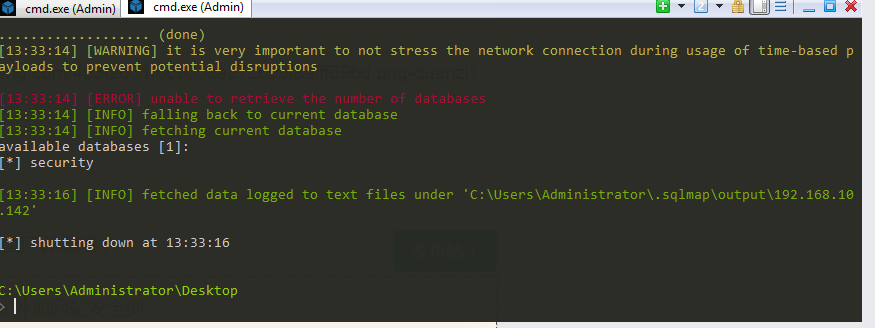 cmd.exe (Admin) cmd.exe (Admin)
.................. (done)
[13:33:14] [WARNING] it is very important to not stress the network connection during usage of time-based p
ayloads to prevent potential disruptions
[13:33:14] [ERROR] unable to retrieve the number of databases
[13:33:14] [INFO] falling back to current database
[13:33:14] [INFO] fetching current database
available databases [1]:
[*] security
[13:33:16] [INFO] fetched data logged to text files under 'C:\Users\Administrator\.sqlmap\output\192.168.10
.142'
[*] shutting down at 13:33:16
C:\Users\Administrator\Desktop
>